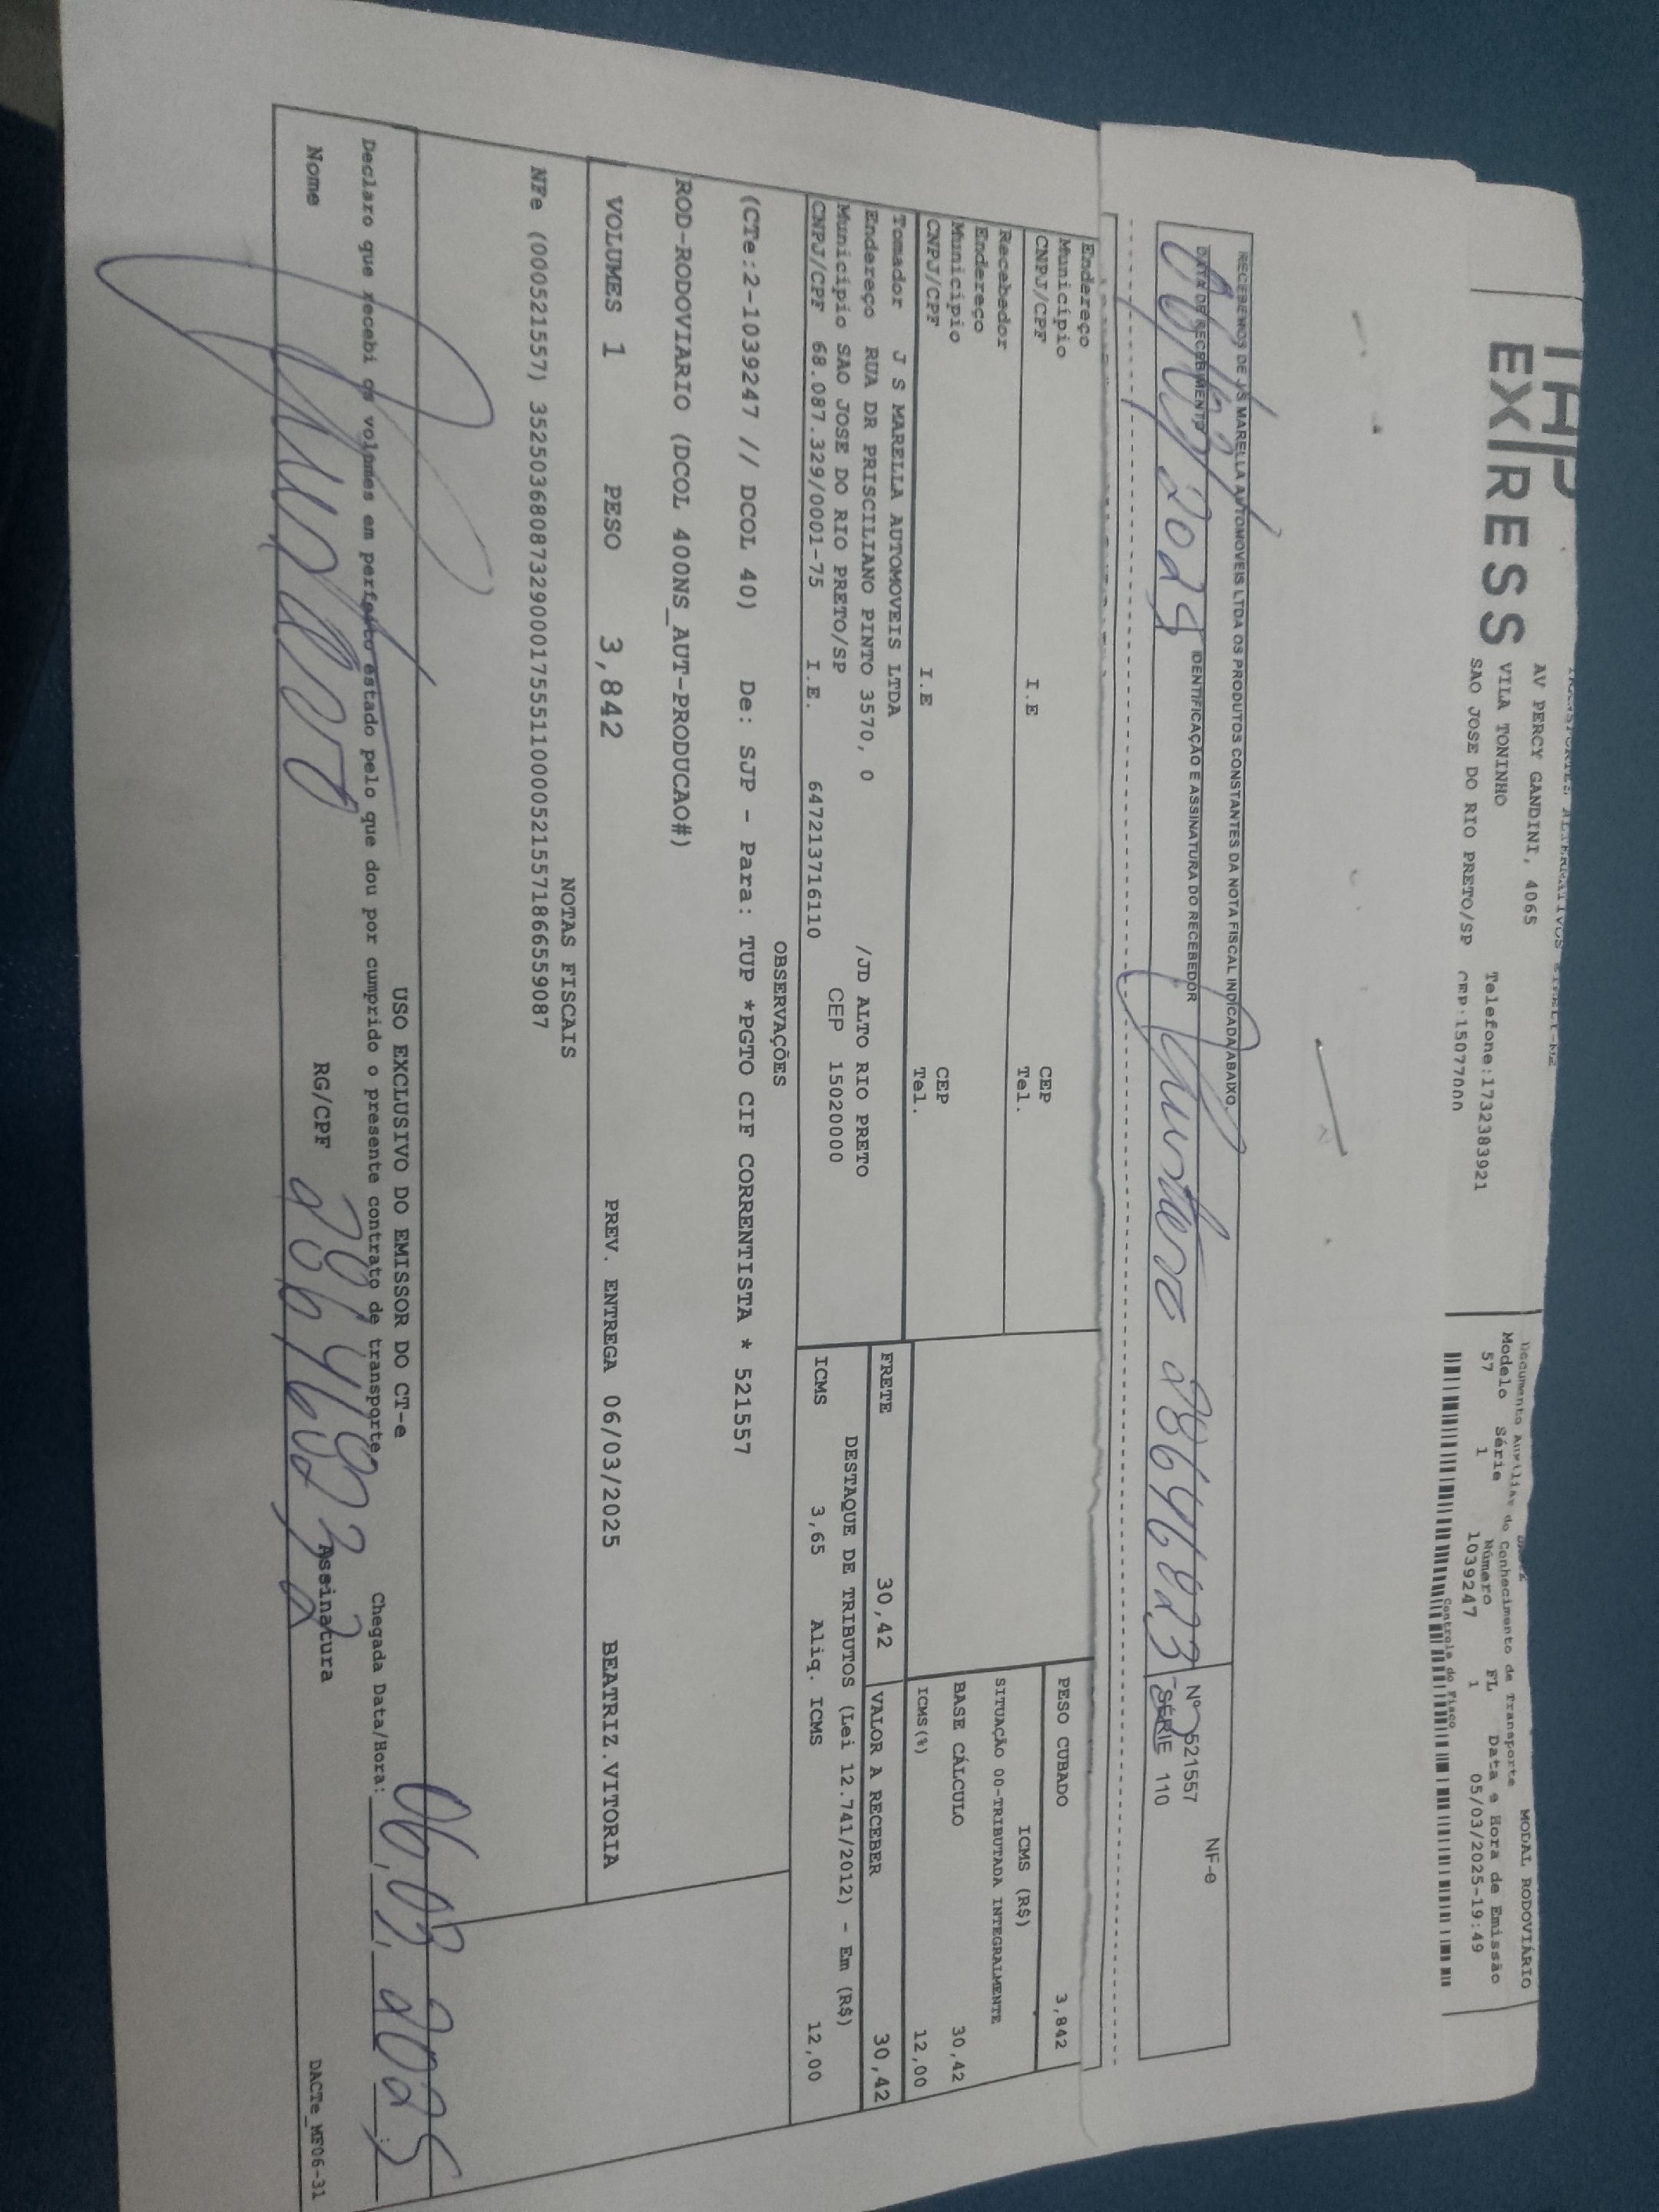 TAP
EXPRESS
AV PERCY GANDINI, 4065
VILA TONINHO
SAO JOSE DO RIO PRETO/SP
Telefone:1732383921
CEP:15077000
MODAL RODOVIÁRIO
Documento Auxiliar do Conhecimento de Transporte
Modelo Série Número FL Data e Hora de Emissão
57 1 1039247 1 05/03/2025-19:49
Controle do Fisco
RECEBEMOS DE JS MARELLA AUTOMOVEIS LTDA OS PRODUTOS CONSTANTES DA NOTA FISCAL INDICADA ABAIXO
DATA DE RECEBIMENTO
IDENTIFICAÇÃO E ASSINATURA DO RECEBEDOR
NF-e
Nº 521557
SÉRIE 110
06/03/2025
286464823
Endereço
Município CEP
CNPJ/CPF I.E Tel.
Recebedor
Endereço
Município CEP
CNPJ/CPF I.E Tel.
PESO CUBADO 3,842
ICMS (R$)
SITUAÇÃO 00-TRIBUTADA INTEGRALMENTE
BASE CÁLCULO 30,42
ICMS(%) 12,00
Tomador J S MARELLA AUTOMOVEIS LTDA
Endereço RUA DR PRISCILIANO PINTO 3570, 0 /JD ALTO RIO PRETO
Município SAO JOSE DO RIO PRETO/SP CEP 15020000
CNPJ/CPF 68.087.329/0001-75 I.E. 647213716110
FRETE 30,42 VALOR A RECEBER 30,42
DESTAQUE DE TRIBUTOS (Lei 12.741/2012) - Em (R$)
ICMS 3,65 Aliq. ICMS 12,00
OBSERVAÇÕES
(CTe:2-1039247 // DCOL 40) De: SJP - Para: TUP *PGTO CIF CORRENTISTA * 521557
ROD-RODOVIARIO (DCOL 400NS_AUT-PRODUCAO#)
VOLUMES 1 PESO 3,842 PREV. ENTREGA 06/03/2025 BEATRIZ.VITORIA
NOTAS FISCAIS
NFe (000521557) 35250368087329000175551100005215571866559087
USO EXCLUSIVO DO EMISSOR DO CT-e
Declaro que recebi os volumes em perfeito estado pelo que dou por cumprido o presente contrato de transporte
Chegada Data/Hora: 06,03,2025
Nome RG/CPF Assinatura
DACTe_MF06-31